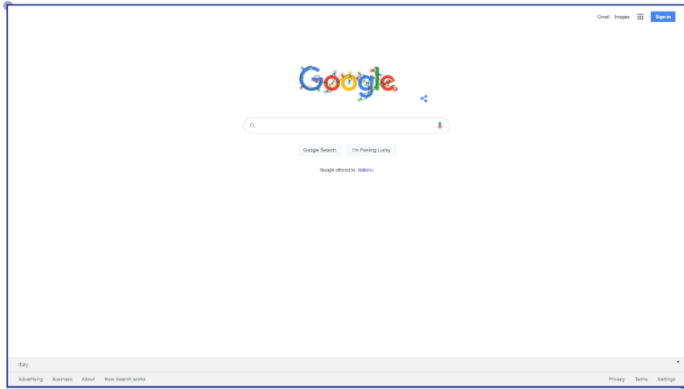 Gmail Images Sign in
Google
Google Search I'm Feeling Lucky
Google offered in: Italiano
Italy
Advertising Business About How Search works Privacy Terms Settings